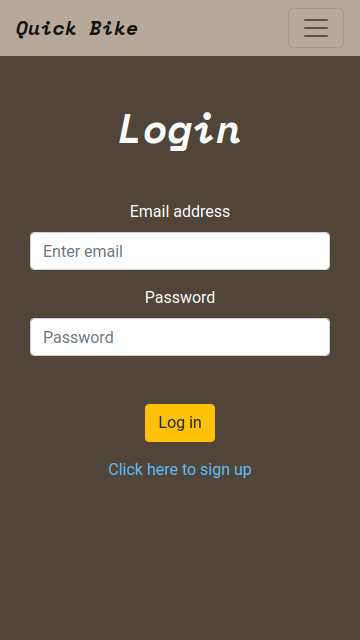 Quick Bike
Login
Email address
Enter email
Password
Password
Log in
Click here to sign up